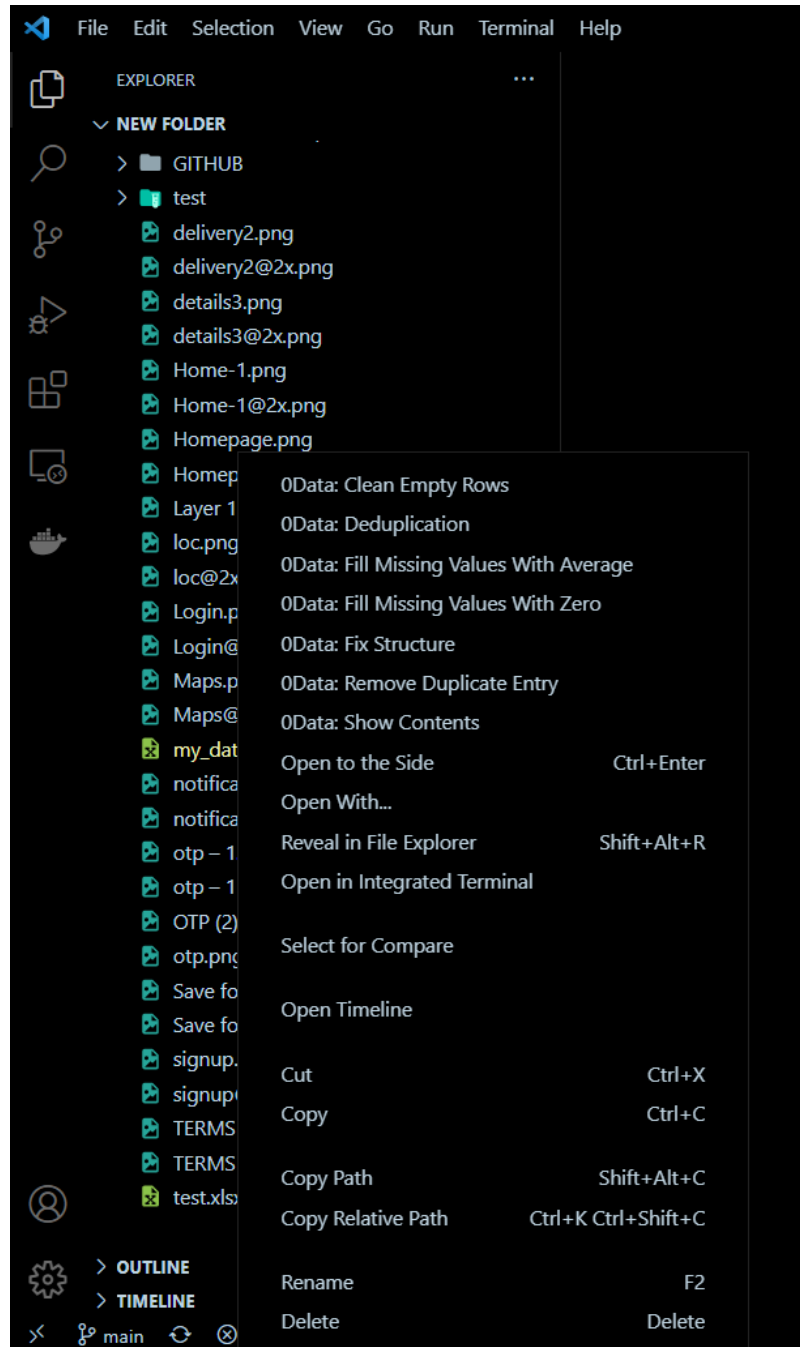 File Edit Selection View Go Run Terminal Help
EXPLORER
NEW FOLDER
GITHUB
test
delivery2.png
delivery2@2x.png
details3.png
details3@2x.png
Home-1.png
Home-1@2x.png
Homepage.png
Homep
Layer 1
loc.png
loc@2x
Login.p
Login@
Maps.p
Maps@
my_dat
notifica
notifica
otp – 1
otp – 1
OTP (2)
otp.png
Save fo
Save fo
signup.
signup
TERMS
TERMS
test.xlsx
OUTLINE
TIMELINE
main
0Data: Clean Empty Rows
0Data: Deduplication
0Data: Fill Missing Values With Average
0Data: Fill Missing Values With Zero
0Data: Fix Structure
0Data: Remove Duplicate Entry
0Data: Show Contents
Open to the Side Ctrl+Enter
Open With...
Reveal in File Explorer Shift+Alt+R
Open in Integrated Terminal
Select for Compare
Open Timeline
Cut Ctrl+X
Copy Ctrl+C
Copy Path Shift+Alt+C
Copy Relative Path Ctrl+K Ctrl+Shift+C
Rename F2
Delete Delete